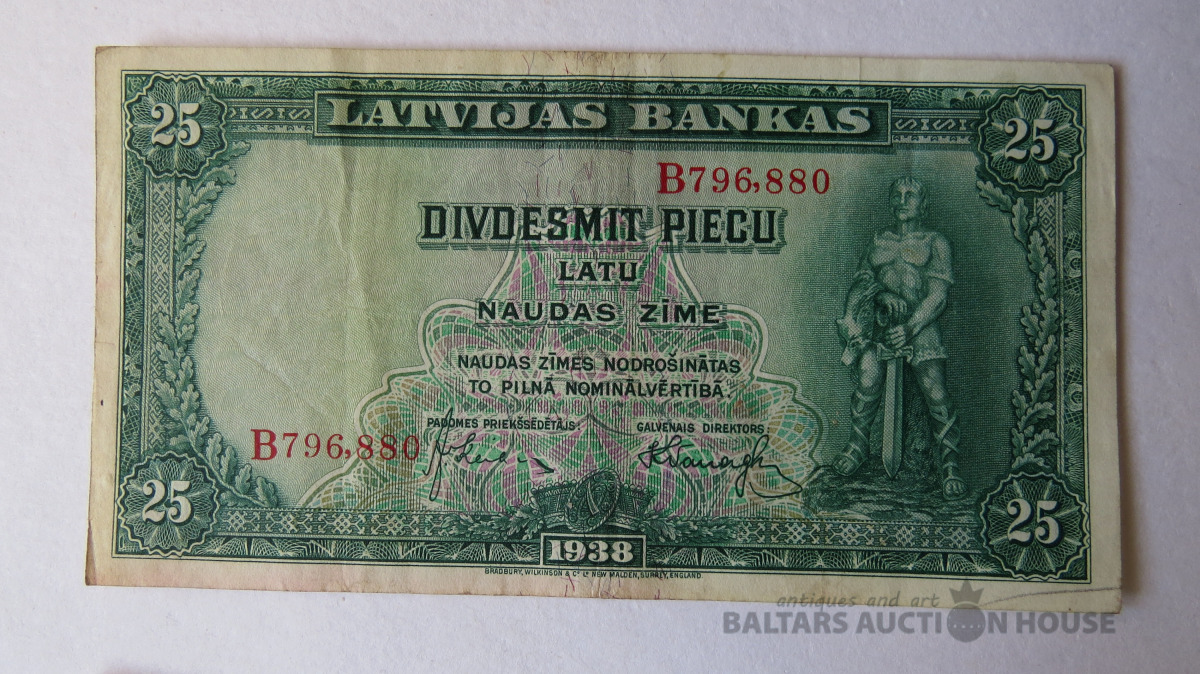 25 LATVIJAS BANKAS 25
B796,880
DIVDESMIT PIECU
LATU
NAUDAS ZĪME
NAUDAS ZĪMES NODROŠINĀTAS
TO PILNĀ NOMINĀLVĒRTĪBĀ.
PADOMES PRIEKŠSĒDĒTĀJS: GALVENAIS DIREKTORS:
B796,880
25 1938 25
BRADBURY, WILKINSON & Cº Lᵈ NEW MALDEN, SURREY, ENGLAND.
antiques and art
BALTARS AUCTION HOUSE